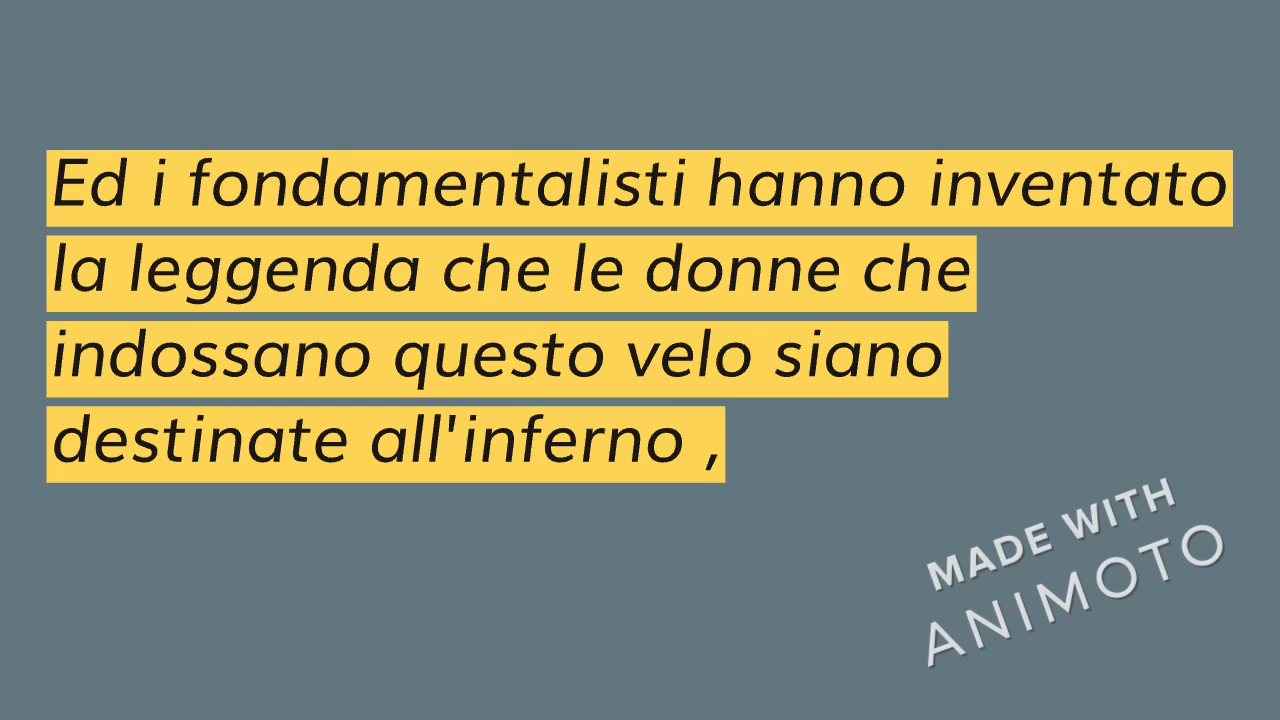 Ed i fondamentalisti hanno inventato
la leggenda che le donne che
indossano questo velo siano
destinate all'inferno ,
MADE WITH
ANIMOTO